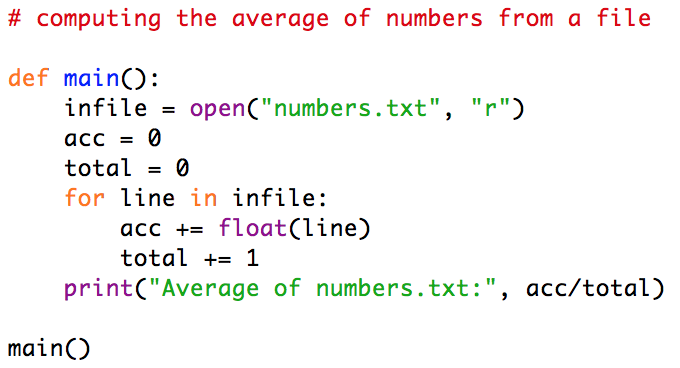 # computing the average of numbers from a file

def main():
    infile = open("numbers.txt", "r")
    acc = 0
    total = 0
    for line in infile:
        acc += float(line)
        total += 1
    print("Average of numbers.txt:", acc/total)

main()